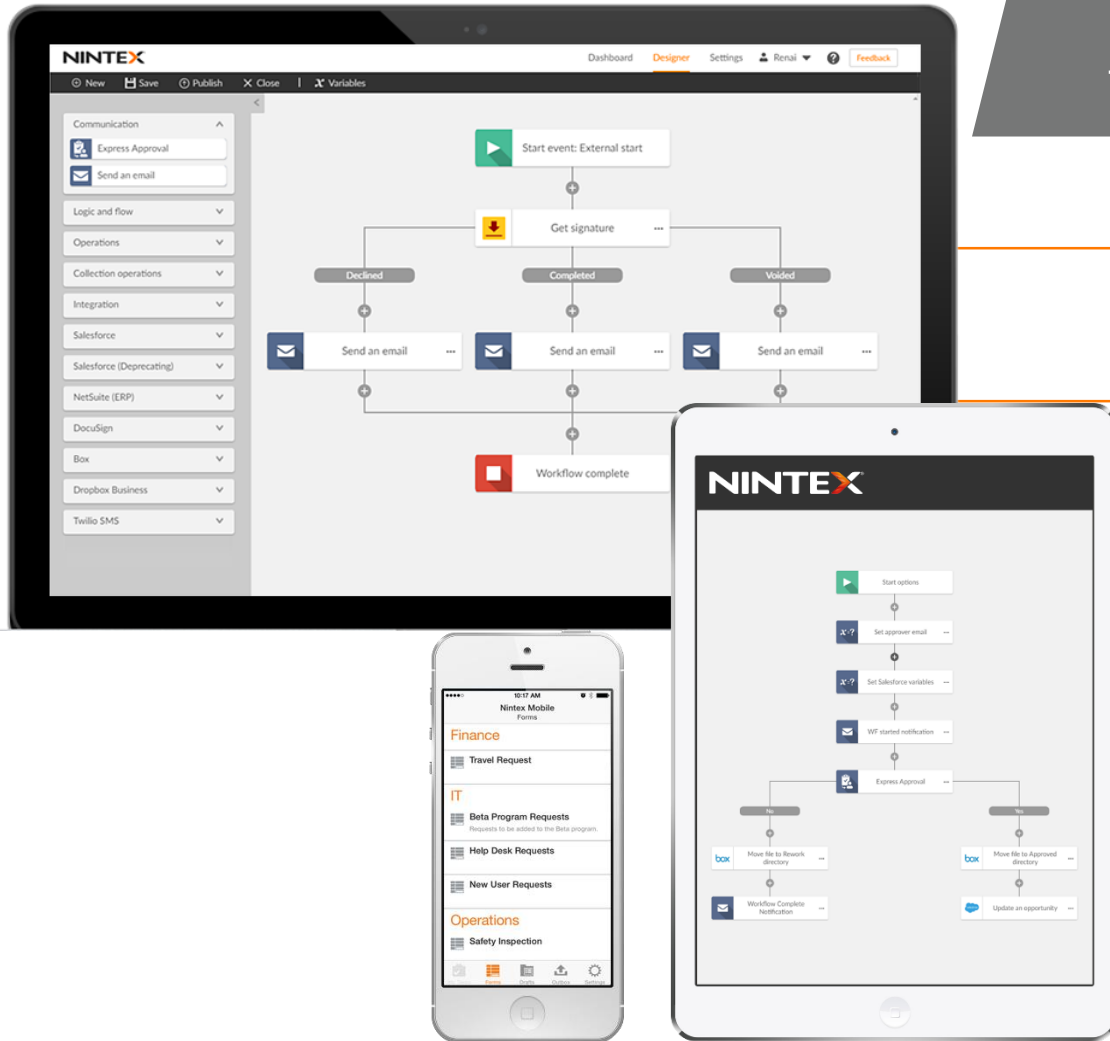 NINTEX
Dashboard Designer Settings Renai ? Feedback
New Save Publish Close | x Variables
Communication
Express Approval
Send an email
Logic and flow
Operations
Collection operations
Integration
Salesforce
Salesforce (Deprecating)
NetSuite (ERP)
DocuSign
Box
Dropbox Business
Twilio SMS
Start event: External start
Get signature
Declined Completed Voided
Send an email Send an email Send an email
Workflow complete
NINTEX
Start options
Set approver email
Set Salesforce variables
WF started notification
Express Approval
No Yes
box Move file to Rework
directory
box Move file to Approved
directory
Workflow Complete
Notification
Update an opportunity
10:17 AM
Nintex Mobile
Forms
Finance
Travel Request
IT
Beta Program Requests
Requests to be added to the Beta program.
Help Desk Requests
New User Requests
Operations
Safety Inspection
Forms Drafts Outbox Settings